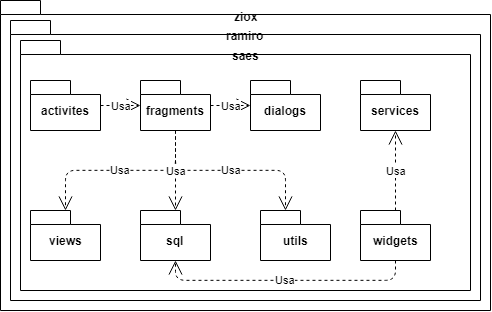 ziox
ramiro
saes
activites Usa fragments Usa dialogs services
Usa Usa Usa Usa
views sql utils widgets
Usa